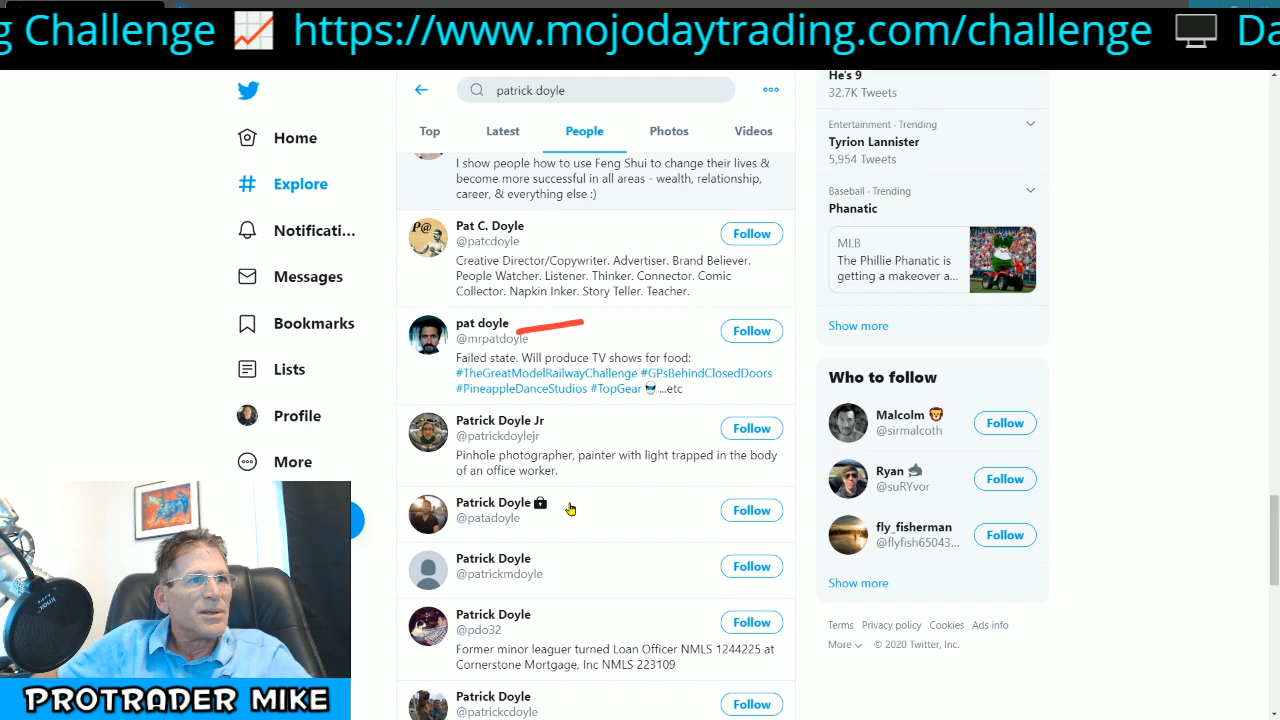 g Challenge 📈 https://www.mojodaytrading.com/challenge 🖥️ Da
patrick doyle
Top Latest People Photos Videos
Home
Explore
Notificati...
Messages
Bookmarks
Lists
Profile
More
I show people how to use Feng Shui to change their lives &
become more successful in all areas - wealth, relationship,
career, & everything else :)
P@
Pat C. Doyle
@patcdoyle
Follow
Creative Director/Copywriter. Advertiser. Brand Believer.
People Watcher. Listener. Thinker. Connector. Comic
Collector. Napkin Inker. Story Teller. Teacher.
pat doyle
@mrpatdoyle
Follow
Failed state. Will produce TV shows for food:
#TheGreatModelRailwayChallenge #GPsBehindClosedDoors
#PineappleDanceStudios #TopGear ...etc
Patrick Doyle Jr
@patrickdoylejr
Follow
Pinhole photographer, painter with light trapped in the body
of an office worker.
Patrick Doyle 🔒
@patadoyle
Follow
Patrick Doyle
@patrickmdoyle
Follow
Patrick Doyle
@pdo32
Follow
Former minor leaguer turned Loan Officer NMLS 1244225 at
Cornerstone Mortgage, Inc NMLS 223109
Patrick Doyle
@patrickcdoyle
Follow
He's 9
32.7K Tweets
Entertainment · Trending
Tyrion Lannister
5,954 Tweets
Baseball · Trending
Phanatic
MLB
The Phillie Phanatic is
getting a makeover a...
Show more
Who to follow
Malcolm 🦁
@sirmalcoth
Follow
Ryan 🦈
@suRYvor
Follow
fly_fisherman
@flyfish65043...
Follow
Show more
Terms Privacy policy Cookies Ads info
More © 2020 Twitter, Inc.
PROTRADER MIKE